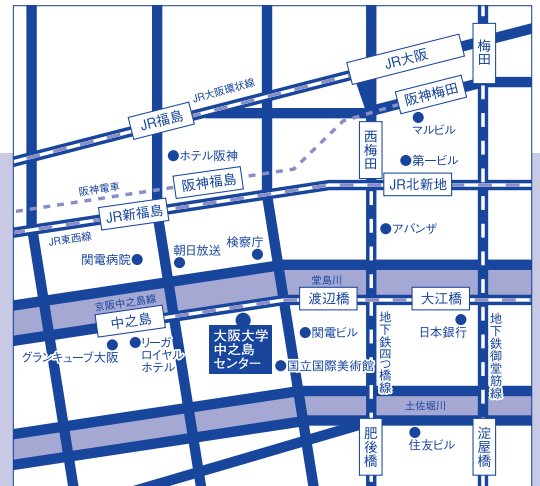 梅田
JR大阪
JR大阪環状線
阪神梅田
JR福島
マルビル
西梅田
ホテル阪神
第一ビル
阪神電車
阪神福島
JR北新地
JR新福島
JR東西線
アバンザ
検察庁
朝日放送
関電病院
堂島川
京阪中之島線
渡辺橋
大江橋
中之島
地下鉄四つ橋線
地下鉄御堂筋線
大阪大学
中之島
センター
関電ビル
日本銀行
リーガ
ロイヤル
ホテル
グランキューブ大阪
国立国際美術館
土佐堀川
肥後橋
住友ビル
淀屋橋